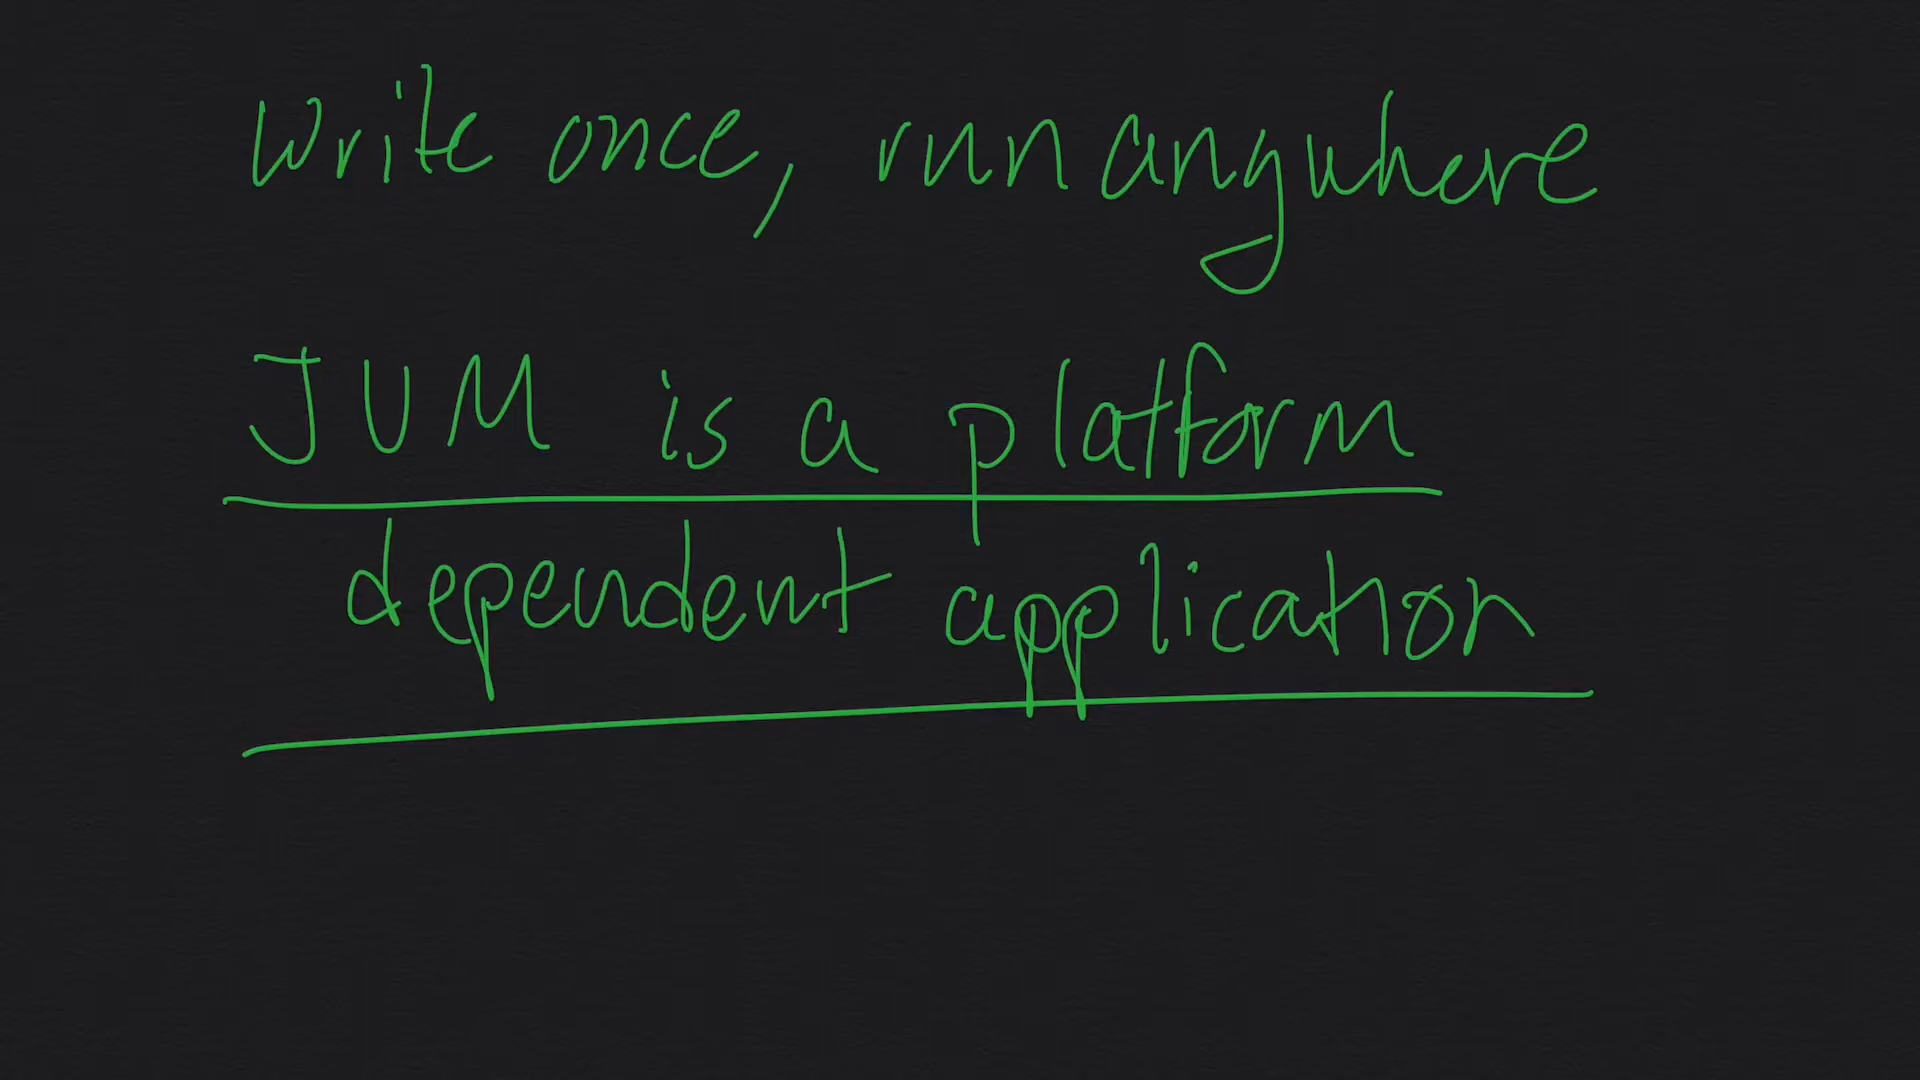 Write once, run anywhere
JVM is a platform
dependent application